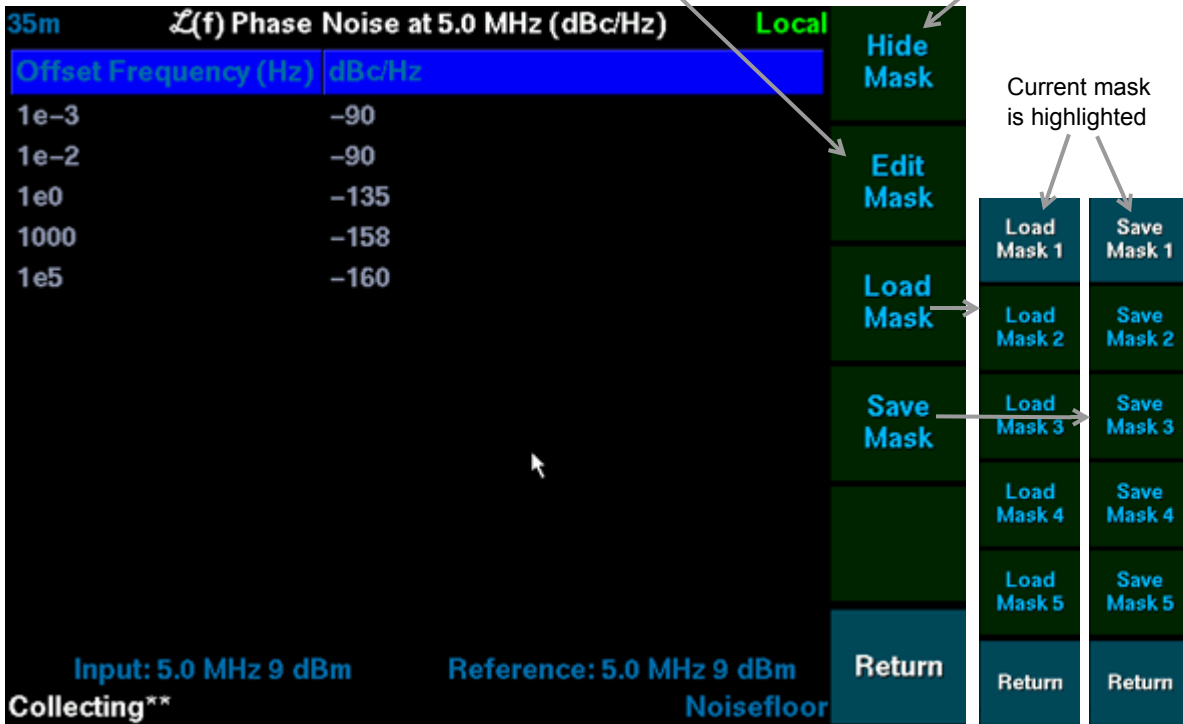 35m ℒ(f) Phase Noise at 5.0 MHz (dBc/Hz) Local
Offset Frequency (Hz) dBc/Hz
1e-3 -90
1e-2 -90
1e0 -135
1000 -158
1e5 -160
Input: 5.0 MHz 9 dBm Reference: 5.0 MHz 9 dBm
Collecting** Noisefloor
Hide
Mask
Edit
Mask
Load
Mask
Save
Mask
Return
Current mask
is highlighted
Load
Mask 1
Load
Mask 2
Load
Mask 3
Load
Mask 4
Load
Mask 5
Return
Save
Mask 1
Save
Mask 2
Save
Mask 3
Save
Mask 4
Save
Mask 5
Return